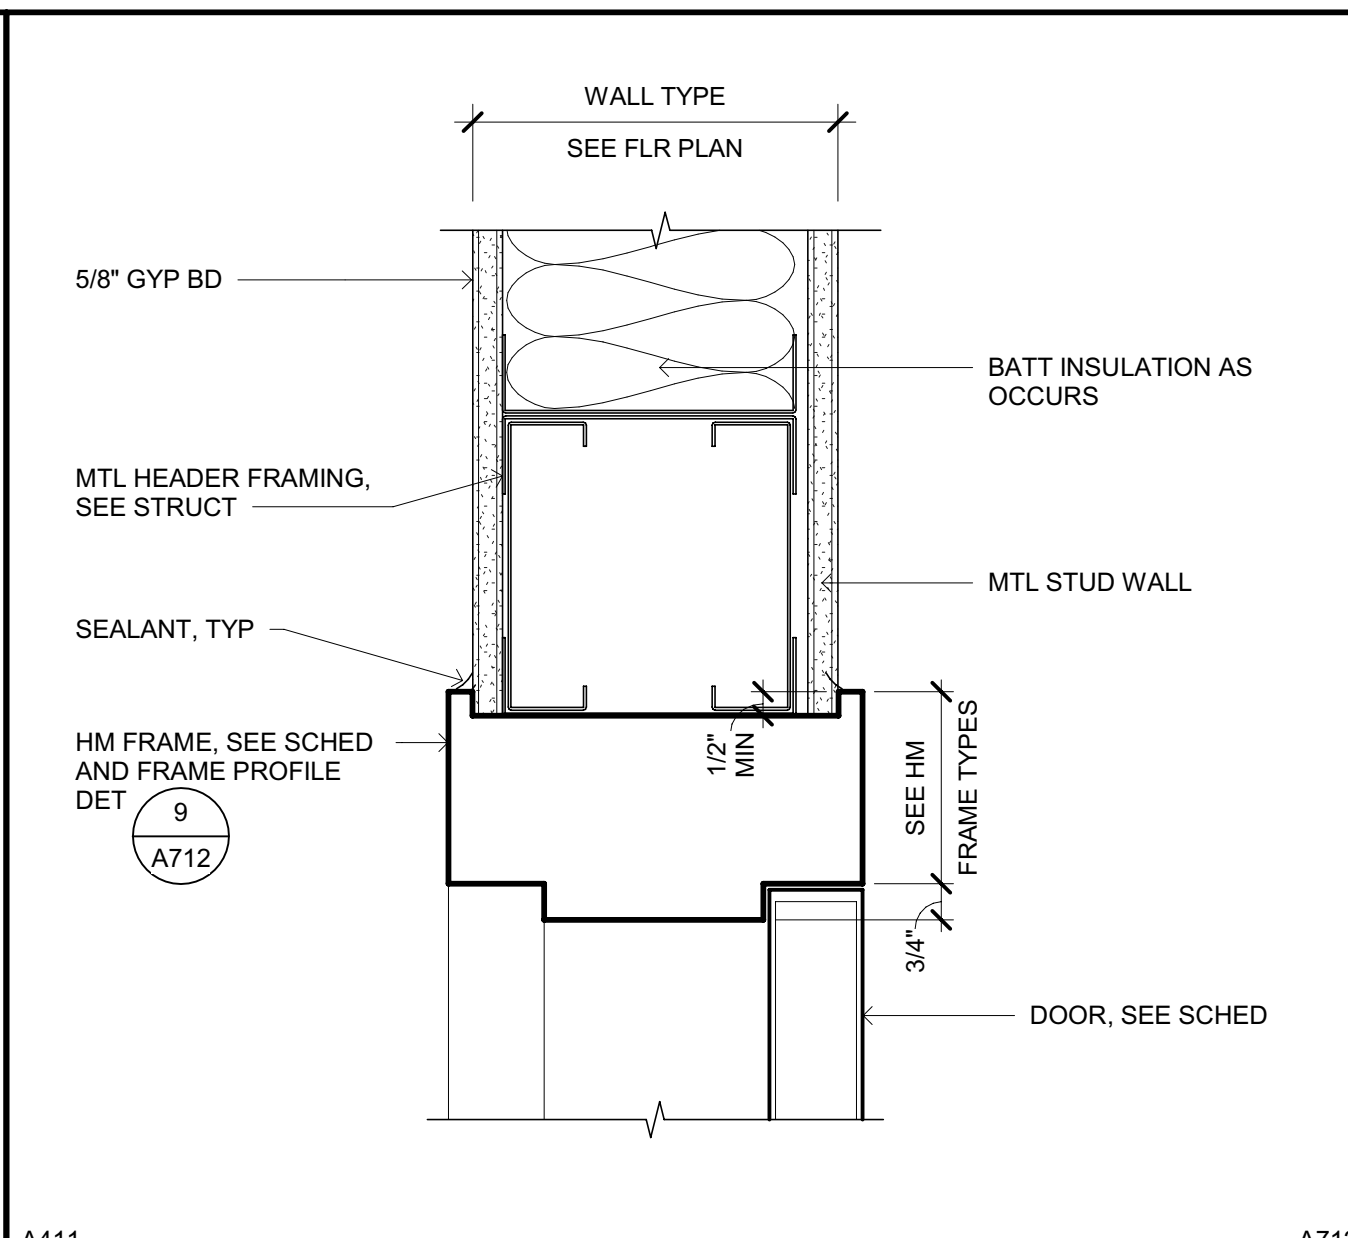 WALL TYPE
SEE FLR PLAN
5/8" GYP BD
BATT INSULATION AS
OCCURS
MTL HEADER FRAMING,
SEE STRUCT
MTL STUD WALL
SEALANT, TYP
HM FRAME, SEE SCHED
AND FRAME PROFILE
DET
9
A712
1/2"
MIN
SEE HM
FRAME TYPES
3/4"
DOOR, SEE SCHED
A411